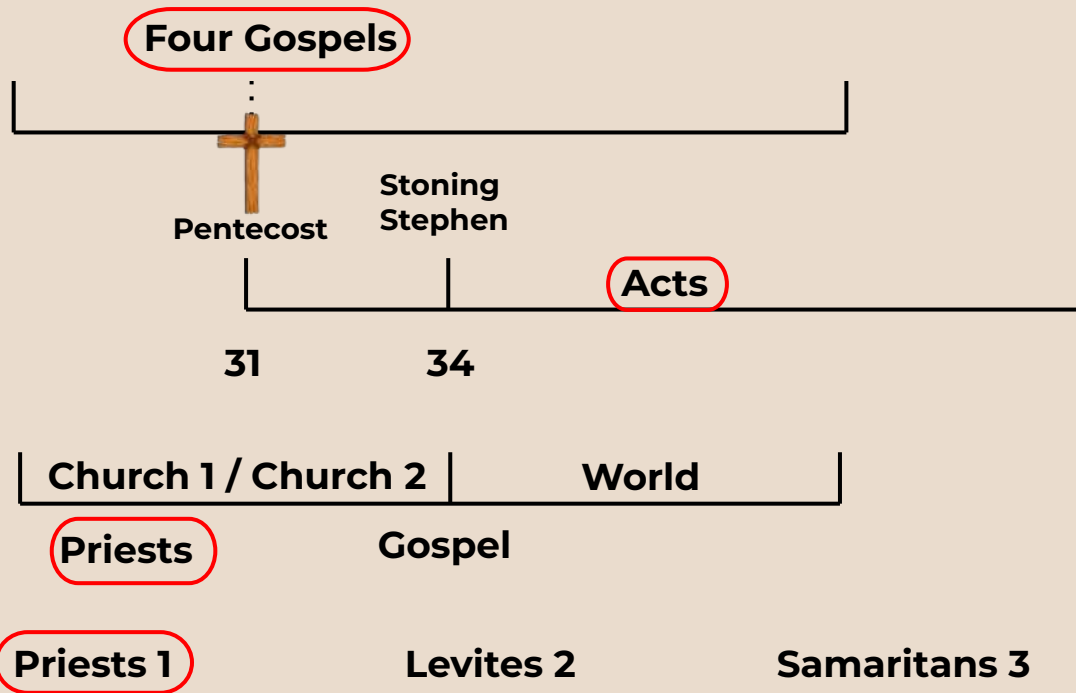 Four Gospels
Pentecost
Stoning
Stephen
Acts
31 34
Church 1 / Church 2 World
Priests Gospel
Priests 1 Levites 2 Samaritans 3